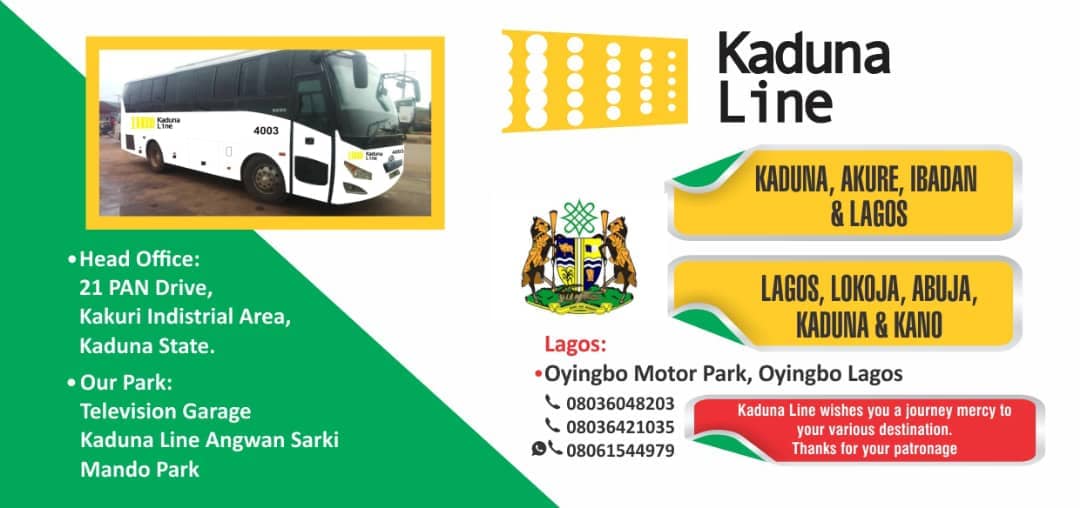 Kaduna
Line
4003
Kaduna
Line
4003
•Head Office:
21 PAN Drive,
Kakuri Indistrial Area,
Kaduna State.
•Our Park:
Television Garage
Kaduna Line Angwan Sarki
Mando Park
Kaduna
Line
KADUNA, AKURE, IBADAN
& LAGOS
LAGOS, LOKOJA, ABUJA,
KADUNA & KANO
Lagos:
•Oyingbo Motor Park, Oyingbo Lagos
08036048203
08036421035
08061544979
Kaduna Line wishes you a journey mercy to
your various destination.
Thanks for your patronage